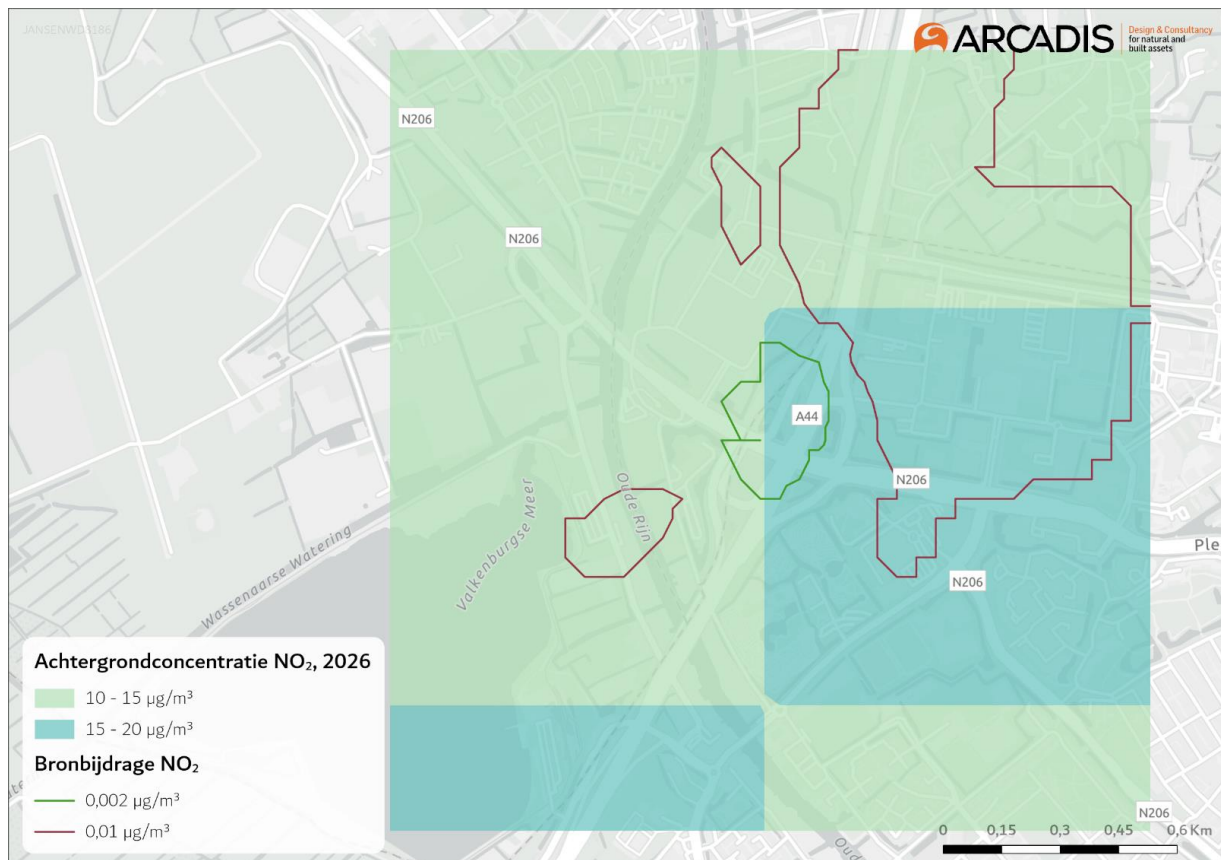 JANSENWD3186
ARCADIS
Design & Consultancy
for natural and
built assets
N206
N206
A44
N206
Oude Rijn
Valkenburgse Meer
Wassenaarse Watering
Ple
N206
N206
Achtergrondconcentratie NO₂, 2026
10 - 15 µg/m³
15 - 20 µg/m³
Bronbijdrage NO₂
0,002 µg/m³
0,01 µg/m³
0 0,15 0,3 0,45 0,6 Km